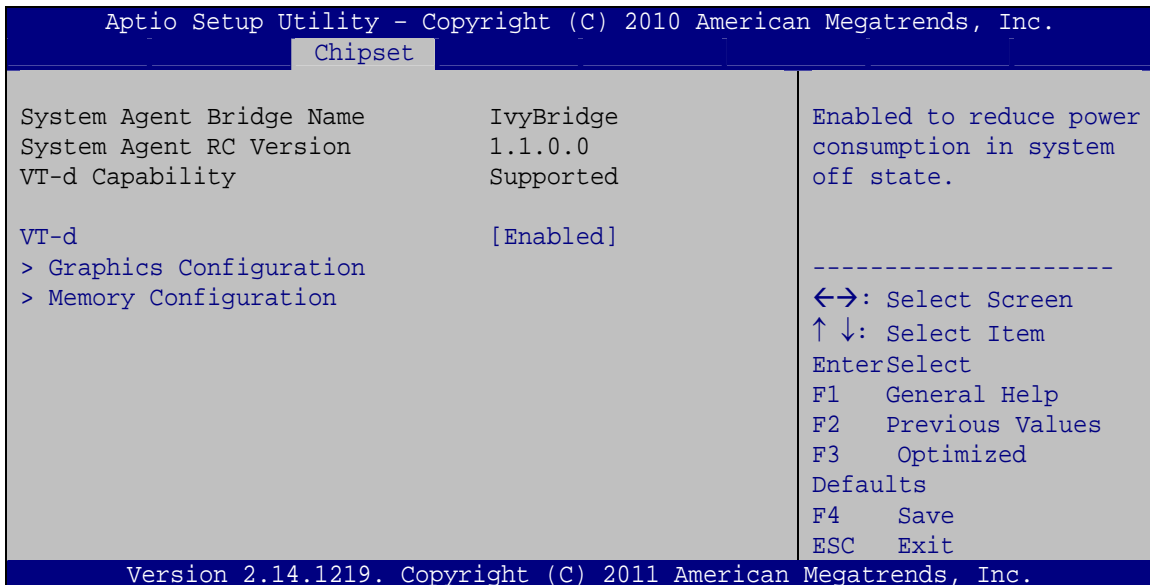 Aptio Setup Utility – Copyright (C) 2010 American Megatrends, Inc.
Chipset
System Agent Bridge Name IvyBridge
System Agent RC Version 1.1.0.0
VT-d Capability Supported
VT-d [Enabled]
> Graphics Configuration
> Memory Configuration
Enabled to reduce power
consumption in system
off state.
---------------------
←→: Select Screen
↑ ↓: Select Item
EnterSelect
F1 General Help
F2 Previous Values
F3 Optimized
Defaults
F4 Save
ESC Exit
Version 2.14.1219. Copyright (C) 2011 American Megatrends, Inc.